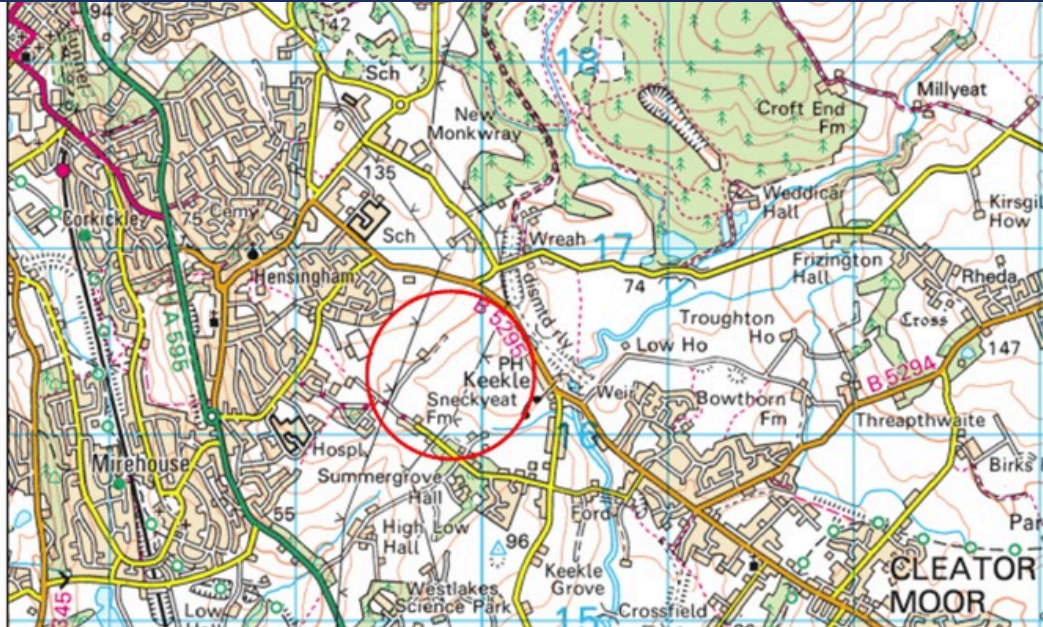 94
142
Sch
18
Millyeat
Croft End
Fm
New
Monkwray
135
Weddicar
Hall
Kirsgil
How
Corkickle
75
Cemy
Sch
Wreah
17
Hensingham
Frizington
Hall
Rheda
74
dismtd rly
A 595
B 5295
Troughton
Ho
Cross
Low Ho
147
PH
B 5294
Keekle
Sneckyeat
Fm
Weir
Bowthorn
Fm
Threapthwaite
16
Hospl
Mirehouse
Birks
Summergrove
Hall
55
High Low
Hall
Ford
Par
96
Keekle
Grove
CLEATOR
MOOR
Westlakes
Science Park
345
Low
Hall
15
Crossfield